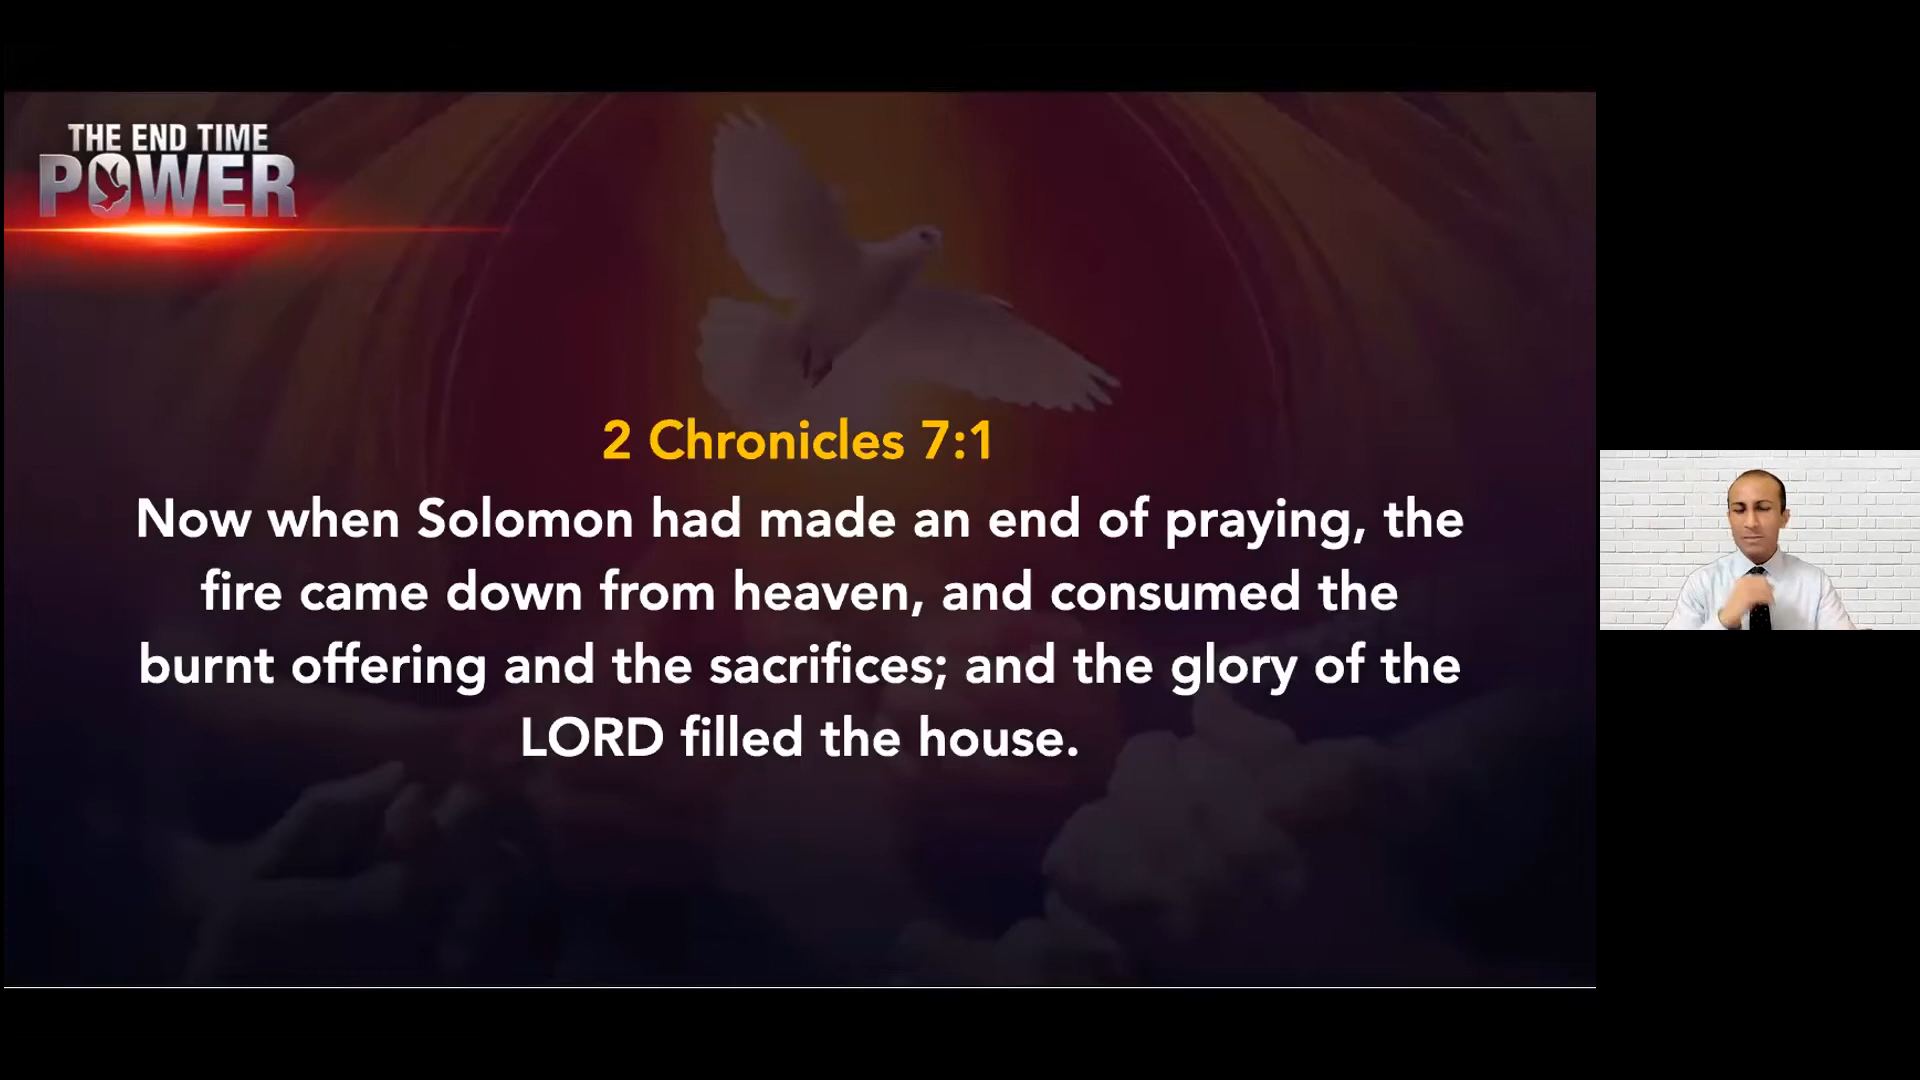 THE END TIME
POWER
2 Chronicles 7:1
Now when Solomon had made an end of praying, the
fire came down from heaven, and consumed the
burnt offering and the sacrifices; and the glory of the
LORD filled the house.